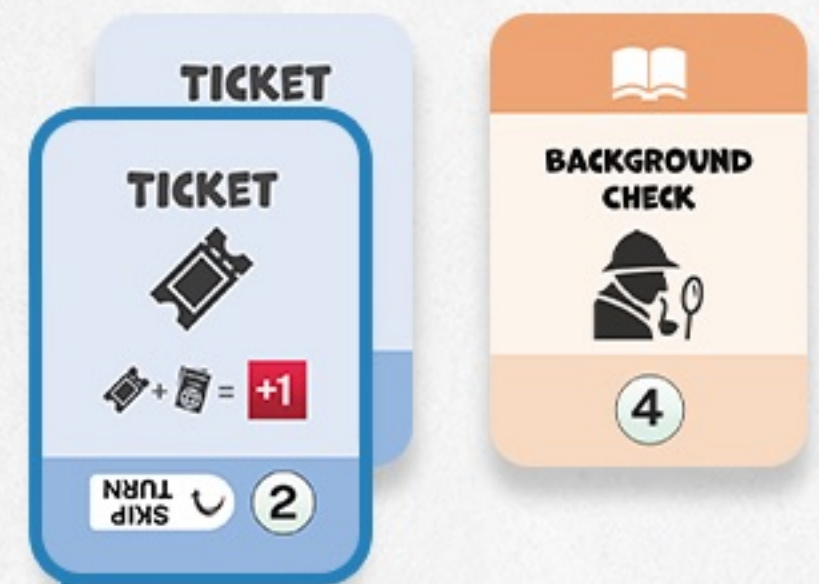 TICKET
TICKET
+ = +1
SKIP
TURN
2
BACKGROUND
CHECK
4